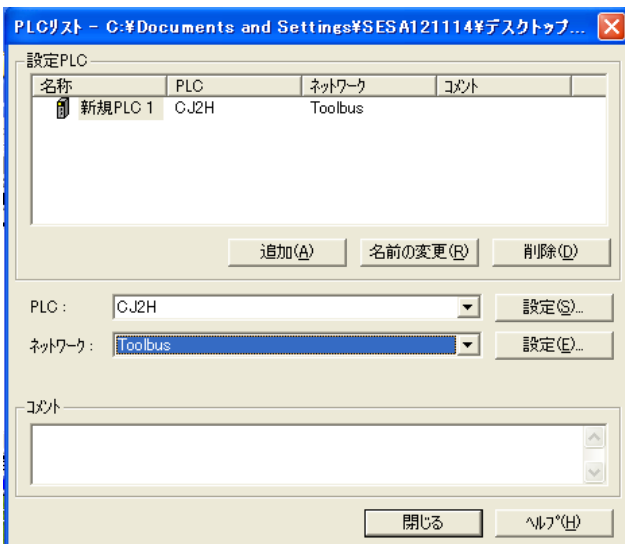 PLCリスト - C:¥Documents and Settings¥SESA121114¥デスクトップ...
設定PLC
名称 PLC ネットワーク コメント
新規PLC 1 CJ2H Toolbus
追加(A) 名前の変更(R) 削除(D)
PLC : CJ2H 設定(S)...
ネットワーク : Toolbus 設定(E)...
コメント
閉じる ヘルプ(H)